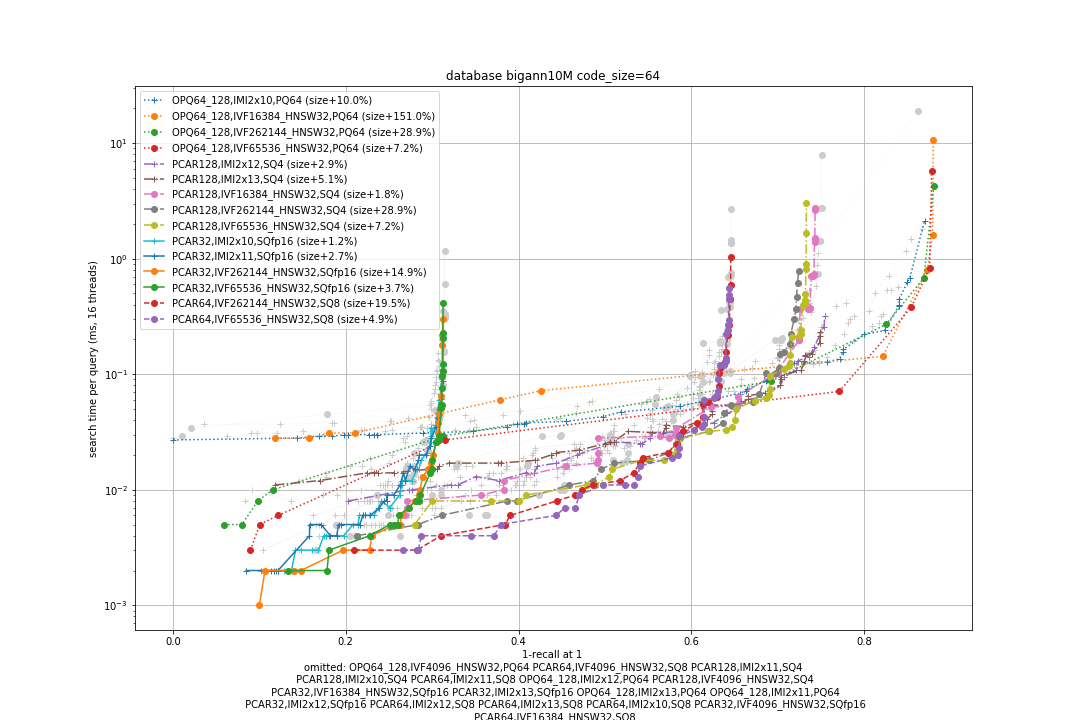 database bigann10M code_size=64
OPQ64_128,IMI2x10,PQ64 (size+10.0%)
OPQ64_128,IVF16384_HNSW32,PQ64 (size+151.0%)
OPQ64_128,IVF262144_HNSW32,PQ64 (size+28.9%)
OPQ64_128,IVF65536_HNSW32,PQ64 (size+7.2%)
PCAR128,IMI2x12,SQ4 (size+2.9%)
PCAR128,IMI2x13,SQ4 (size+5.1%)
PCAR128,IVF16384_HNSW32,SQ4 (size+1.8%)
PCAR128,IVF262144_HNSW32,SQ4 (size+28.9%)
PCAR128,IVF65536_HNSW32,SQ4 (size+7.2%)
PCAR32,IMI2x10,SQfp16 (size+1.2%)
PCAR32,IMI2x11,SQfp16 (size+2.7%)
PCAR32,IVF262144_HNSW32,SQfp16 (size+14.9%)
PCAR32,IVF65536_HNSW32,SQfp16 (size+3.7%)
PCAR64,IVF262144_HNSW32,SQ8 (size+19.5%)
PCAR64,IVF65536_HNSW32,SQ8 (size+4.9%)
search time per query (ms, 16 threads)
10¹
10⁰
10⁻¹
10⁻²
10⁻³
0.0 0.2 0.4 0.6 0.8
1-recall at 1
omitted: OPQ64_128,IVF4096_HNSW32,PQ64 PCAR64,IVF4096_HNSW32,SQ8 PCAR128,IMI2x11,SQ4
PCAR128,IMI2x10,SQ4 PCAR64,IMI2x11,SQ8 OPQ64_128,IMI2x12,PQ64 PCAR128,IVF4096_HNSW32,SQ4
PCAR32,IVF16384_HNSW32,SQfp16 PCAR32,IMI2x13,SQfp16 OPQ64_128,IMI2x13,PQ64 OPQ64_128,IMI2x11,PQ64
PCAR32,IMI2x12,SQfp16 PCAR64,IMI2x12,SQ8 PCAR64,IMI2x13,SQ8 PCAR64,IMI2x10,SQ8 PCAR32,IVF4096_HNSW32,SQfp16
PCAR64,IVF16384_HNSW32,SQ8